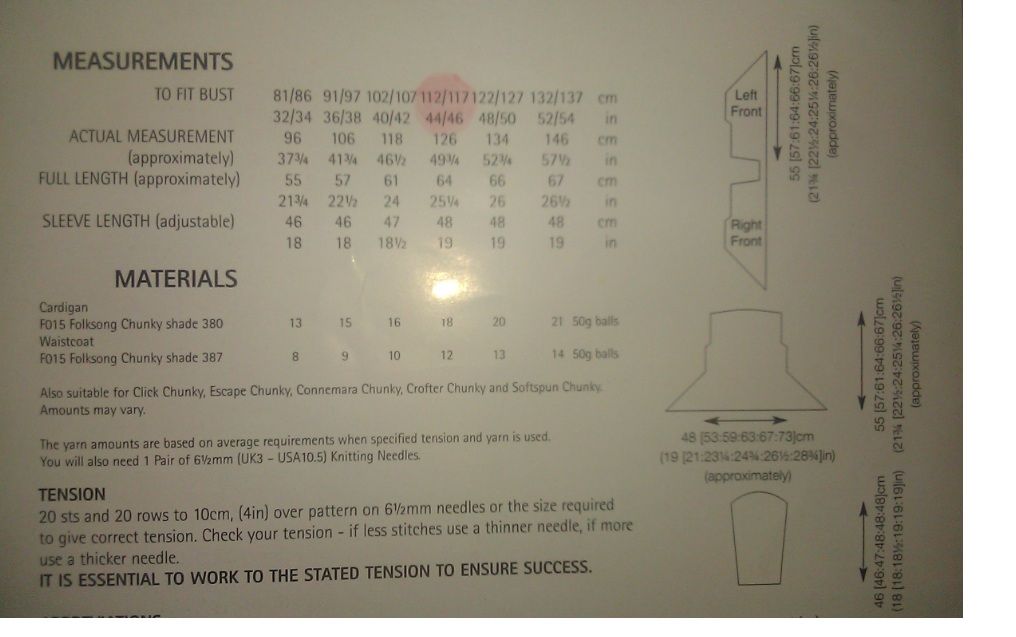 MEASUREMENTS
TO FIT BUST 81/86 91/97 102/107 112/117 122/127 132/137 cm
32/34 36/38 40/42 44/46 48/50 52/54 in
ACTUAL MEASUREMENT 96 106 118 126 134 146 cm
(approximately) 37¾ 41¾ 46½ 49¾ 52¾ 57½ in
FULL LENGTH (approximately) 55 57 61 64 66 67 cm
21¾ 22½ 24 25¼ 26 26½ in
SLEEVE LENGTH (adjustable) 46 46 47 48 48 48 cm
18 18 18½ 19 19 19 in
MATERIALS
Cardigan
F015 Folksong Chunky shade 380 13 15 16 18 20 21 50g balls
Waistcoat
F015 Folksong Chunky shade 387 8 9 10 12 13 14 50g balls
Also suitable for Click Chunky, Escape Chunky, Connemara Chunky, Crofter Chunky and Softspun Chunky.
Amounts may vary.
The yarn amounts are based on average requirements when specified tension and yarn is used.
You will also need 1 Pair of 6½mm (UK3 - USA10.5) Knitting Needles.
TENSION
20 sts and 20 rows to 10cm, (4in) over pattern on 6½mm needles or the size required
to give correct tension. Check your tension - if less stitches use a thinner needle, if more
use a thicker needle.
IT IS ESSENTIAL TO WORK TO THE STATED TENSION TO ENSURE SUCCESS.
Left
Front
Right
Front
55 [57:61:64:66:67]cm
(21¾ [22½:24:25¼:26:26½]in)
(approximately)
55 [57:61:64:66:67]cm
(21¾ [22½:24:25¼:26:26½]in)
(approximately)
48 [53:59:63:67:73]cm
(19 [21:23¼:24¾:26½:28¾]in)
(approximately)
46 [46:47:48:48:48]cm
(18 [18:18½:19:19:19]in)